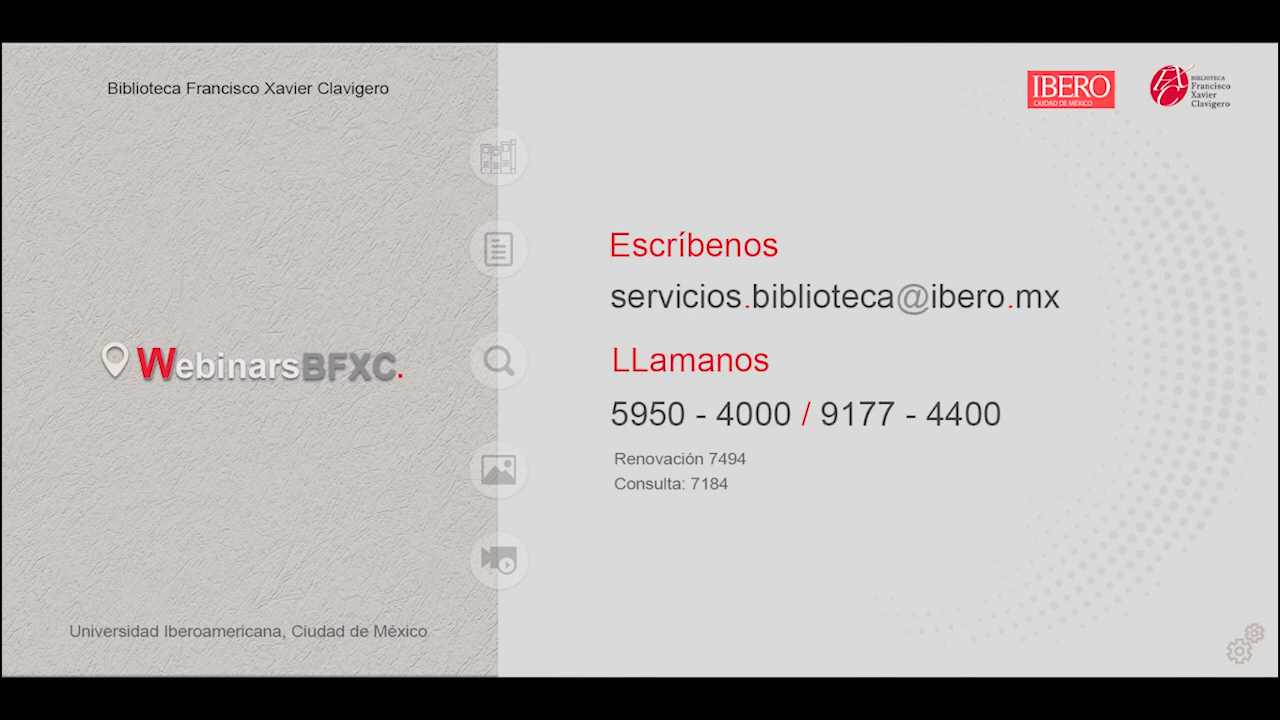 Biblioteca Francisco Xavier Clavigero
WebinarsBFXC.
Universidad Iberoamericana, Ciudad de México
IBERO
CIUDAD DE MÉXICO
BIBLIOTECA
Francisco
Xavier
Clavigero
Escríbenos
servicios.biblioteca@ibero.mx
LLamanos
5950 - 4000 / 9177 - 4400
Renovación 7494
Consulta: 7184